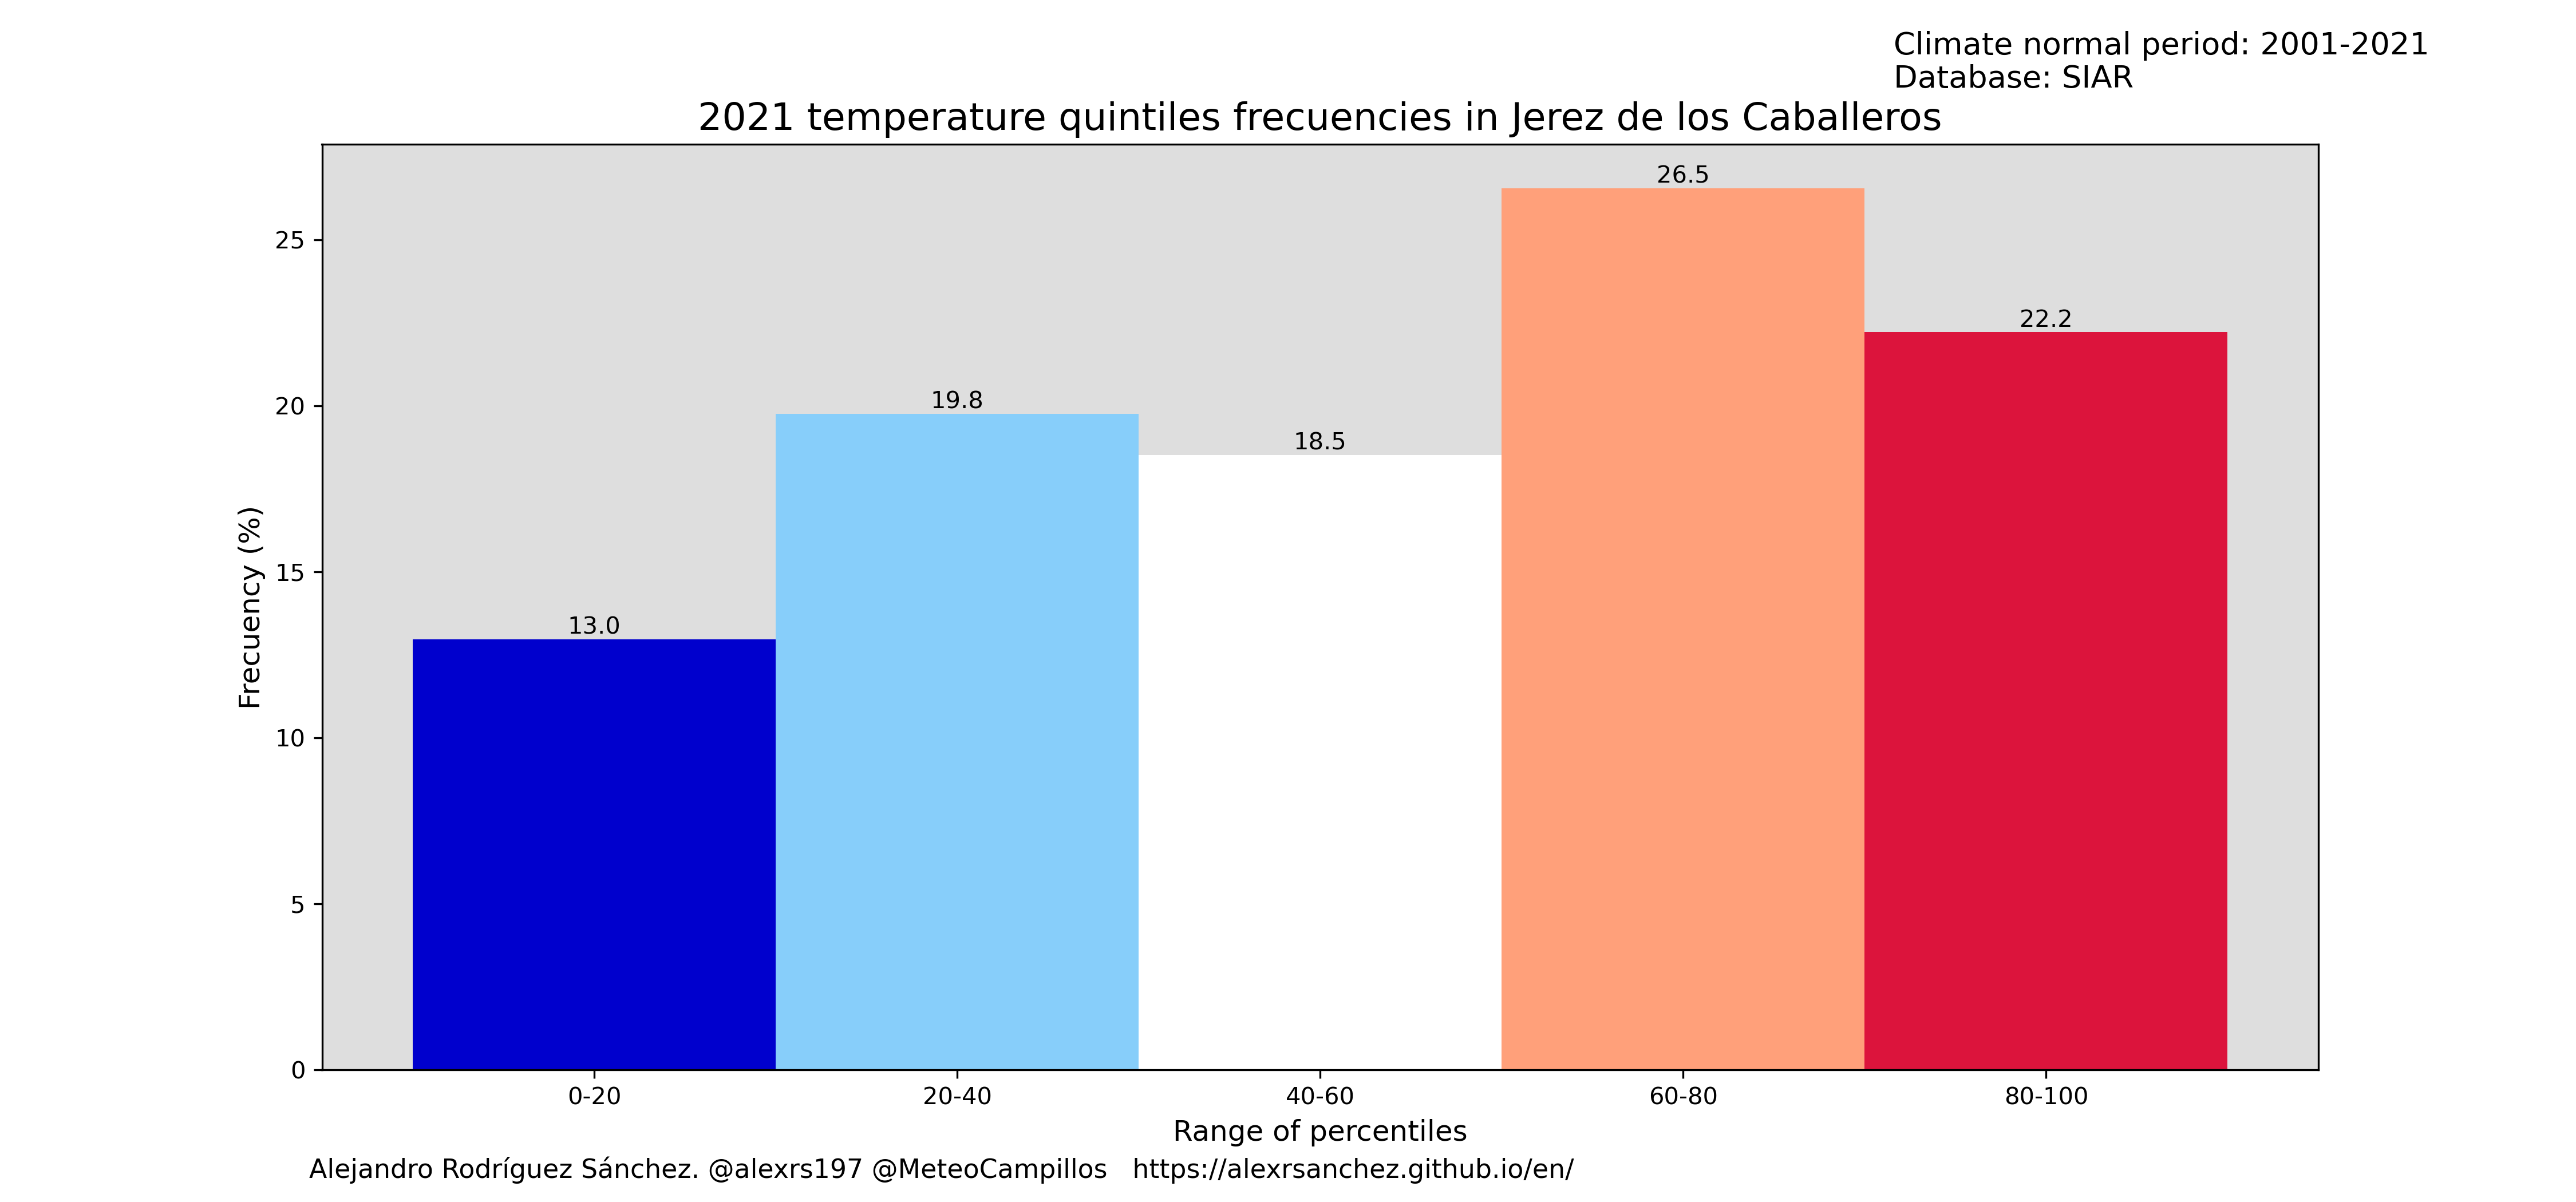 Climate normal period: 2001-2021
Database: SIAR
2021 temperature quintiles frecuencies in Jerez de los Caballeros
26.5
25
22.2
20
19.8
18.5
15
13.0
10
5
0
Frecuency (%)
0-20 20-40 40-60 60-80 80-100
Range of percentiles
Alejandro Rodríguez Sánchez. @alexrs197 @MeteoCampillos https://alexrsanchez.github.io/en/